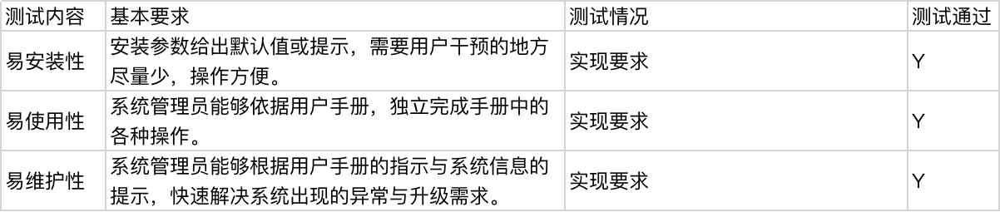 测试内容 基本要求 测试情况 测试通过
易安装性 安装参数给出默认值或提示，需要用户干预的地方
尽量少，操作方便。 实现要求 Y
易使用性 系统管理员能够依据用户手册，独立完成手册中的
各种操作。 实现要求 Y
易维护性 系统管理员能够根据用户手册的指示与系统信息的
提示，快速解决系统出现的异常与升级需求。 实现要求 Y